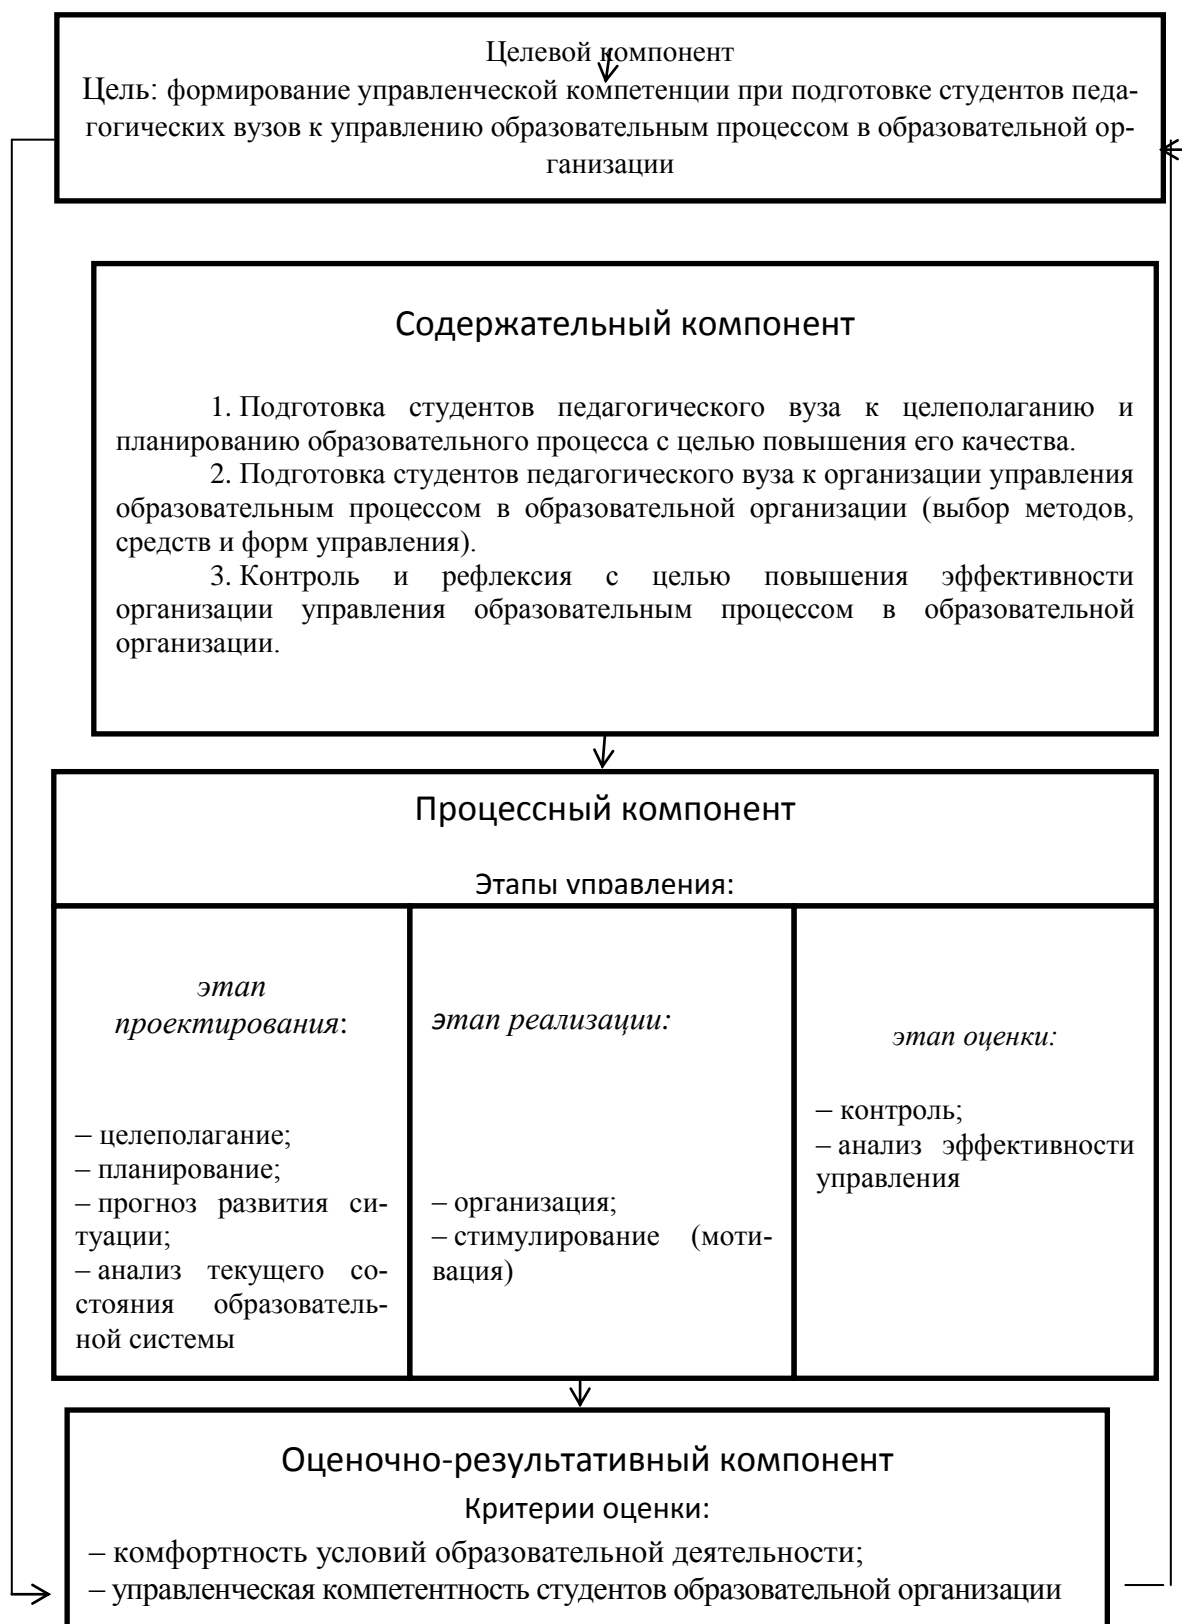 Целевой компонент
Цель: формирование управленческой компетенции при подготовке студентов педа-
гогических вузов к управлению образовательным процессом в образовательной ор-
ганизации
Содержательный компонент
1. Подготовка студентов педагогического вуза к целеполаганию и
планированию образовательного процесса с целью повышения его качества.
2. Подготовка студентов педагогического вуза к организации управления
образовательным процессом в образовательной организации (выбор методов,
средств и форм управления).
3. Контроль и рефлексия с целью повышения эффективности
организации управления образовательным процессом в образовательной
организации.
Процессный компонент
Этапы управления:
этап
проектирования:
– целеполагание;
– планирование;
– прогноз развития си-
туации;
– анализ текущего со-
стояния образователь-
ной системы
этап реализации:
– организация;
– стимулирование (моти-
вация)
этап оценки:
– контроль;
– анализ эффективности
управления
Оценочно-результативный компонент
Критерии оценки:
– комфортность условий образовательной деятельности;
– управленческая компетентность студентов образовательной организации